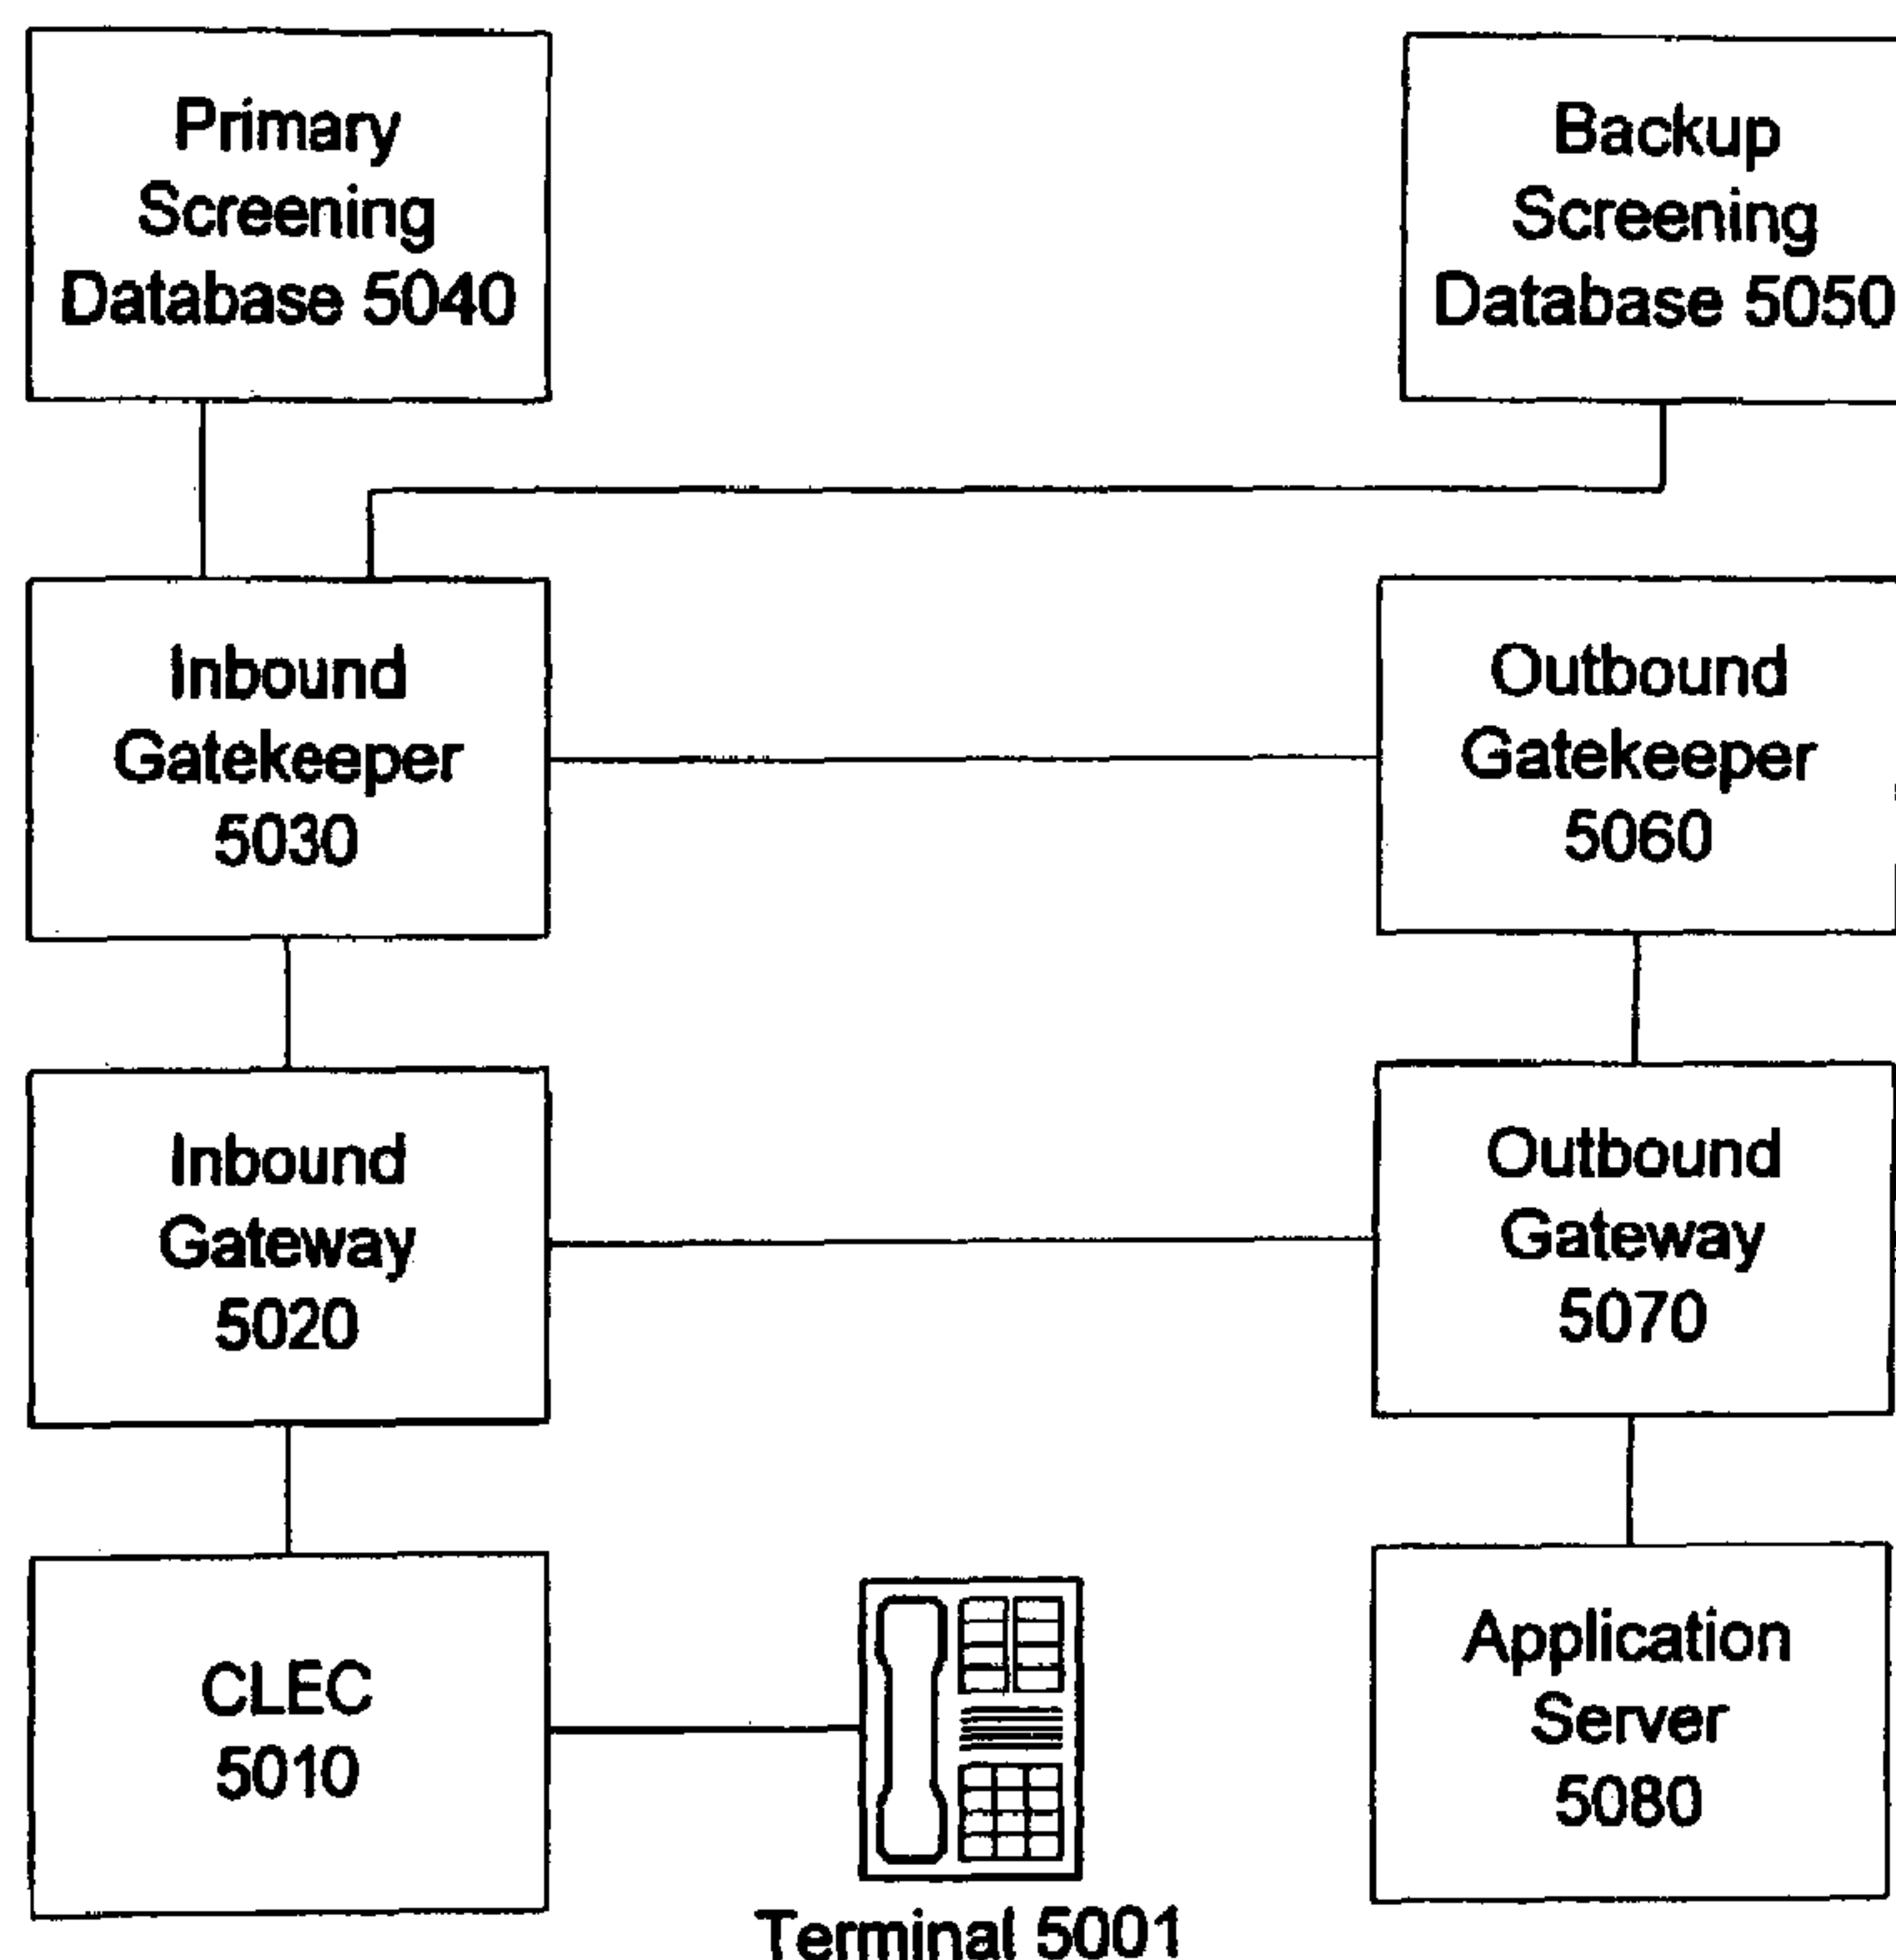 Primary
Screening
Database 5040
Backup
Screening
Database 5050
Inbound
Gatekeeper
5030
Outbound
Gatekeeper
5060
Inbound
Gateway
5020
Outbound
Gateway
5070
CLEC
5010
Application
Server
5080
Terminal 5001